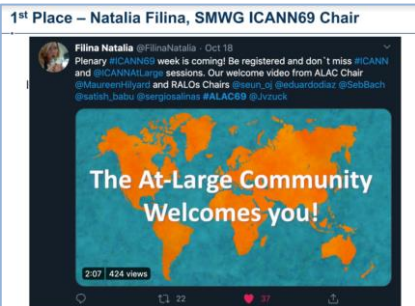 1st Place – Natalia Filina, SMWG ICANN69 Chair
Filina Natalia @FilinaNatalia · Oct 18
Plenary #ICANN69 week is coming! Be registered and don`t miss #ICANN
and @ICANNAtLarge sessions. Our welcome video from ALAC Chair
@MaureenHilyard and RALOs Chairs @seun_oj @eduardodiaz @SebBach
@satish_babu @sergiosalinas #ALAC69 @Jvzuck
The At-Large Community
Welcomes you!
2:07 424 views
22 37